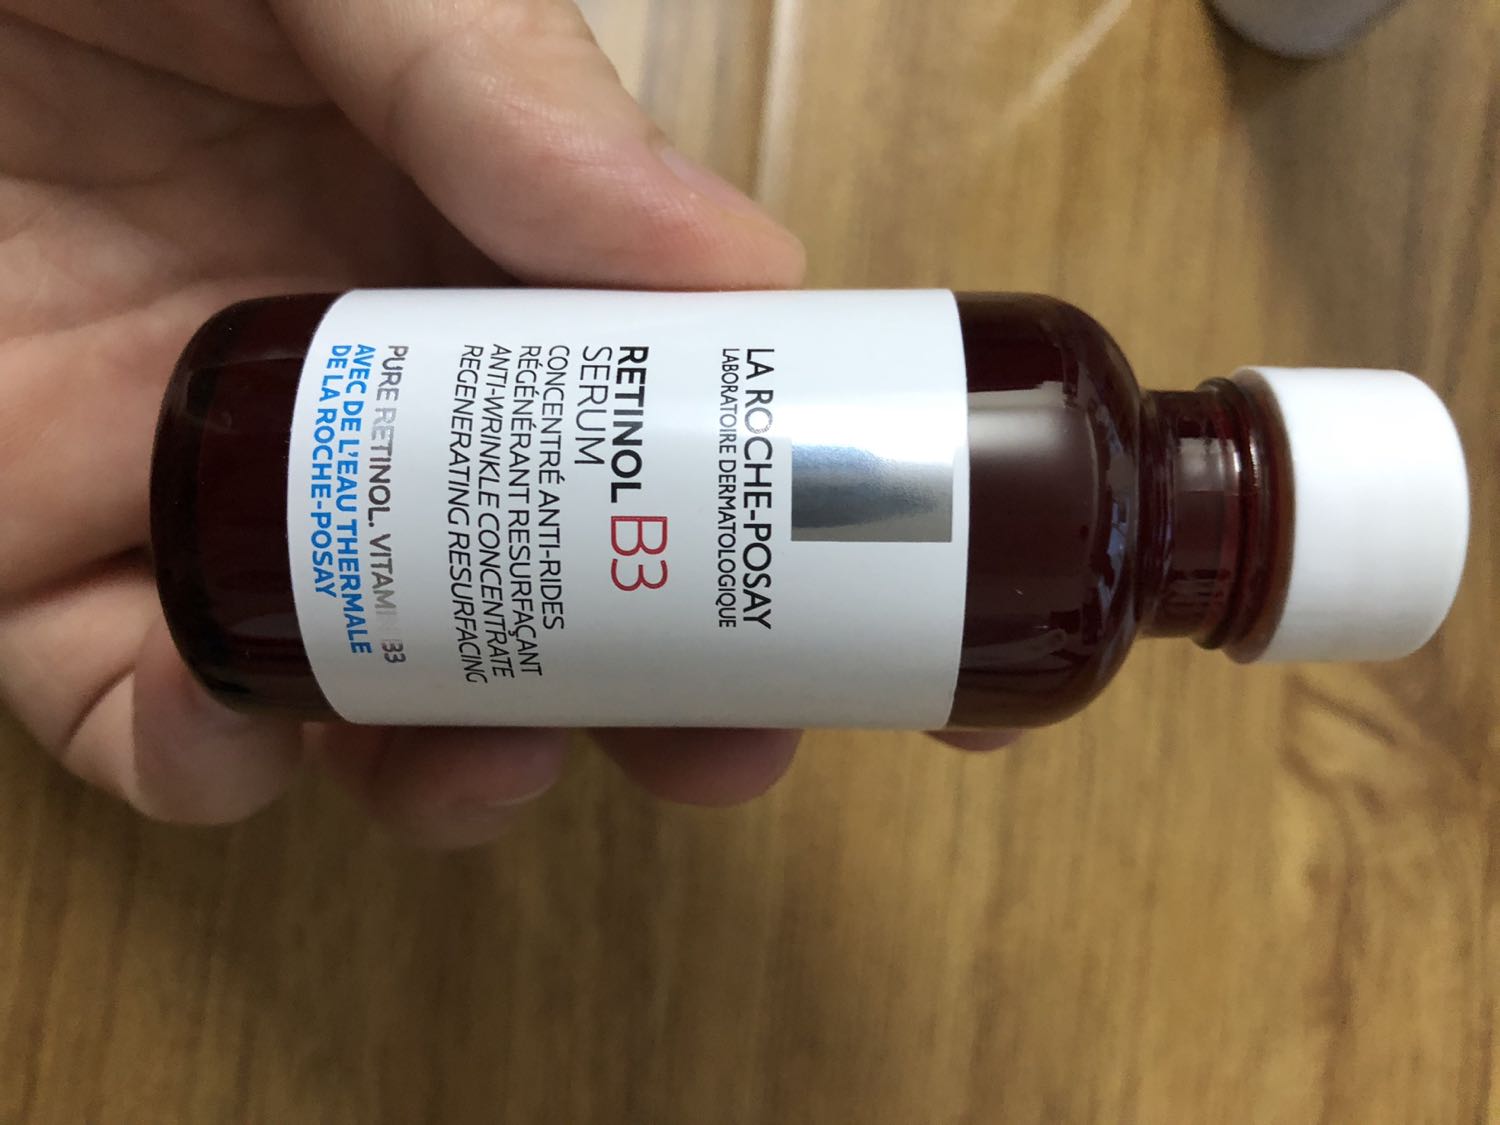 LA ROCHE-POSAY
LABORATOIRE DERMATOLOGIQUE
RETINOL B3
SERUM
CONCENTRÉ ANTI-RIDES
RÉGÉNÉRANT RESURFAÇANT
ANTI-WRINKLE CONCENTRATE
REGENERATING RESURFACING
PURE RETINOL. VITAMIN B3
AVEC DE L'EAU THERMALE
DE LA ROCHE-POSAY